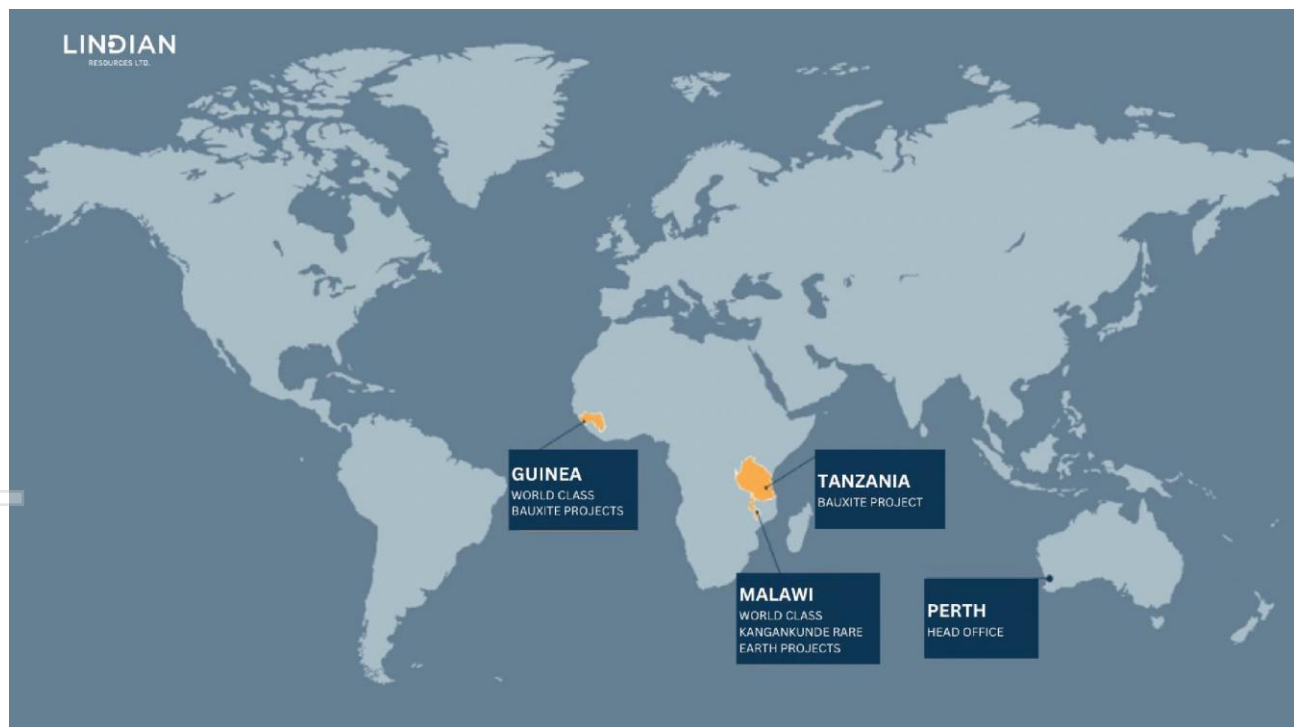 LINDIAN
RESOURCES LTD.
GUINEA
WORLD CLASS
BAUXITE PROJECTS
TANZANIA
BAUXITE PROJECT
MALAWI
WORLD CLASS
KANGANKUNDE RARE
EARTH PROJECTS
PERTH
HEAD OFFICE